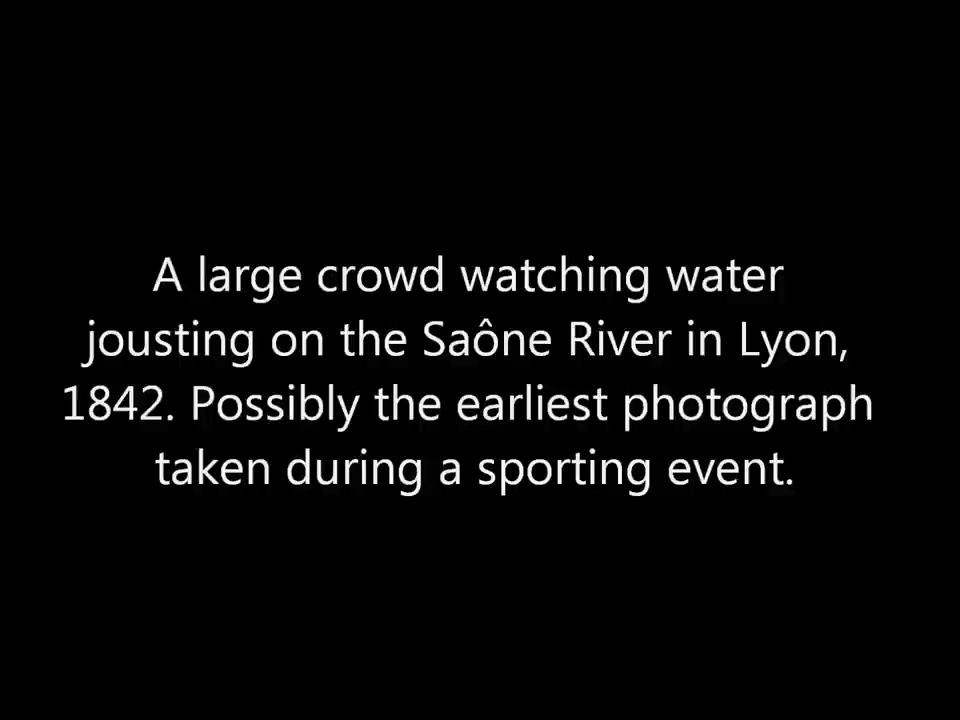 A large crowd watching water
jousting on the Saône River in Lyon,
1842. Possibly the earliest photograph
taken during a sporting event.